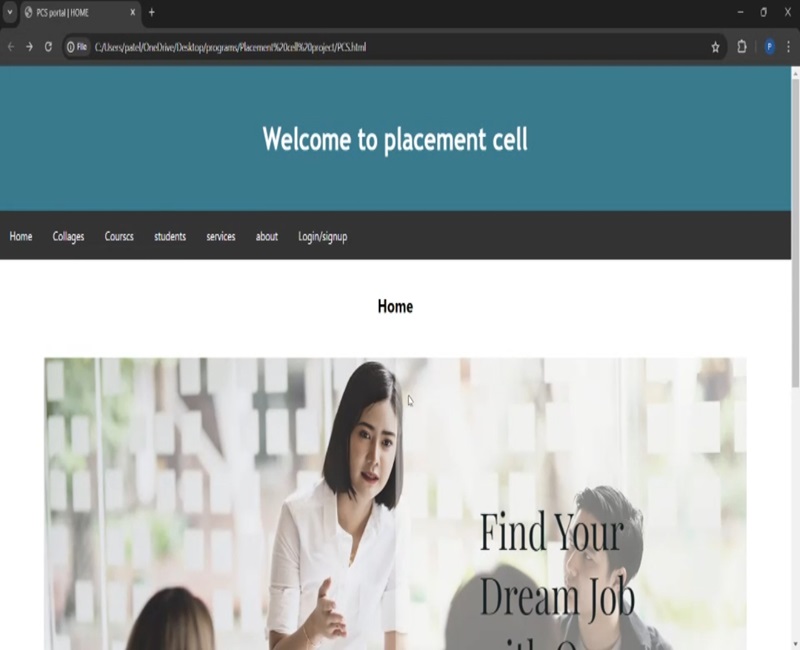 PCS portal | HOME
File C:/Users/patel/OneDrive/Desktop/programs/Placement%20cell%20project/PCS.html
P
Welcome to placement cell
Home Collages Courscs students services about Login/signup
Home
Find Your
Dream Job